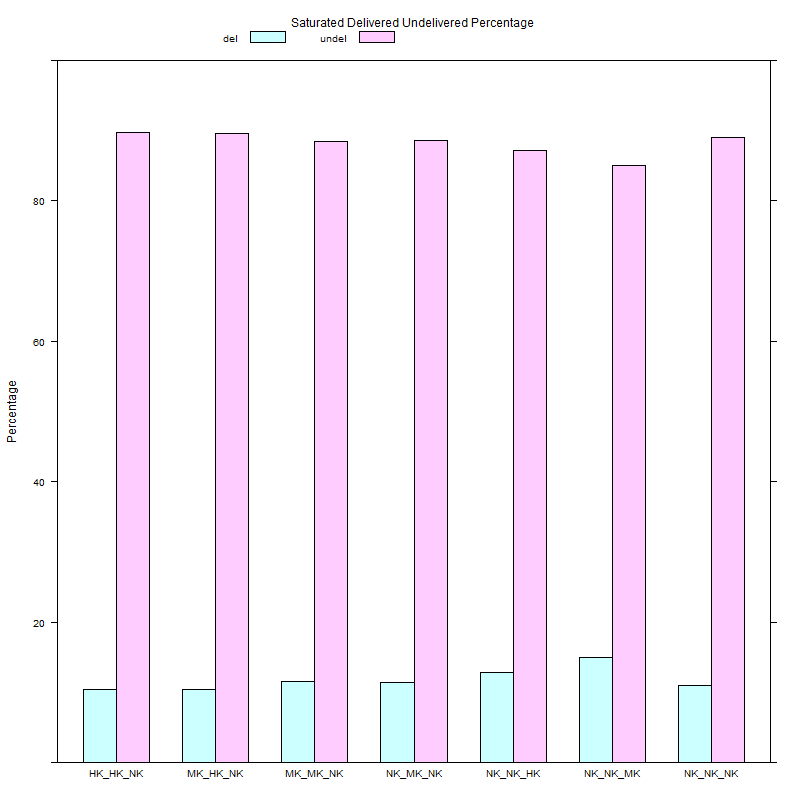 Saturated Delivered Undelivered Percentage
del undel
80
60
40
20
Percentage
HK_HK_NK MK_HK_NK MK_MK_NK NK_MK_NK NK_NK_HK NK_NK_MK NK_NK_NK